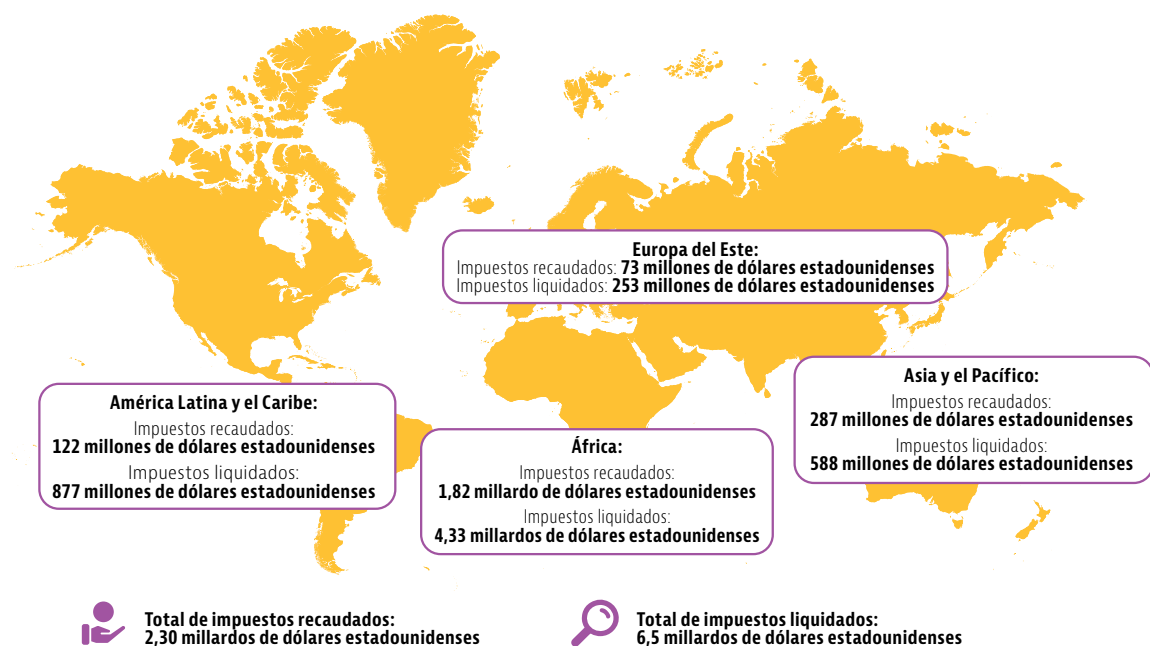 Europa del Este:
Impuestos recaudados: 73 millones de dólares estadounidenses
Impuestos liquidados: 253 millones de dólares estadounidenses
Asia y el Pacífico:
Impuestos recaudados:
287 millones de dólares estadounidenses
Impuestos liquidados:
588 millones de dólares estadounidenses
América Latina y el Caribe:
Impuestos recaudados:
122 millones de dólares estadounidenses
Impuestos liquidados:
877 millones de dólares estadounidenses
África:
Impuestos recaudados:
1,82 millardo de dólares estadounidenses
Impuestos liquidados:
4,33 millardos de dólares estadounidenses
Total de impuestos recaudados:
2,30 millardos de dólares estadounidenses
Total de impuestos liquidados:
6,5 millardos de dólares estadounidenses